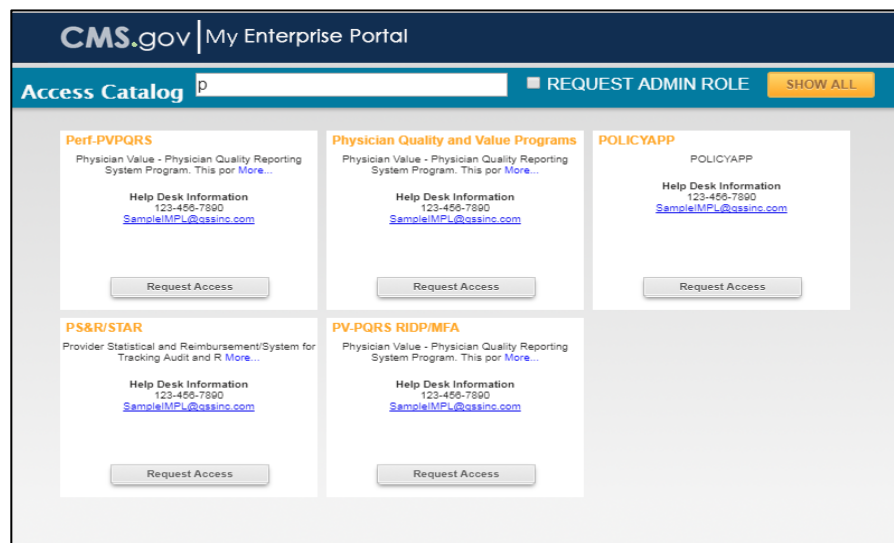 CMS.gov My Enterprise Portal
Access Catalog p REQUEST ADMIN ROLE SHOW ALL
Perf-PVPQRS
Physician Value - Physician Quality Reporting
System Program. This por More...
Help Desk Information
123-456-7890
SampleIMPL@qssinc.com
Request Access
Physician Quality and Value Programs
Physician Value - Physician Quality Reporting
System Program. This por More...
Help Desk Information
123-456-7890
SampleIMPL@qssinc.com
Request Access
POLICYAPP
POLICYAPP
Help Desk Information
123-456-7890
SampleIMPL@qssinc.com
Request Access
PS&R/STAR
Provider Statistical and Reimbursement/System for
Tracking Audit and R More...
Help Desk Information
123-456-7890
SampleIMPL@qssinc.com
Request Access
PV-PQRS RIDP/MFA
Physician Value - Physician Quality Reporting
System Program. This por More...
Help Desk Information
123-456-7890
SampleIMPL@qssinc.com
Request Access